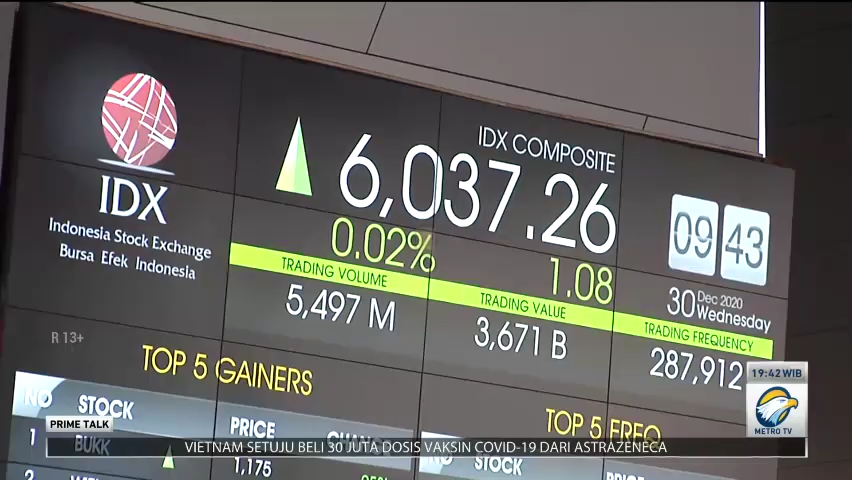 IDX
Indonesia Stock Exchange
Bursa Efek Indonesia
IDX COMPOSITE
6,037.26
0.02%
1.08
09 43
30 Dec 2020
Wednesday
TRADING VOLUME
5,497 M
TRADING VALUE
3,671 B
TRADING FREQUENCY
287,912
R 13+
TOP 5 GAINERS
NO STOCK PRICE
1 BUKK 1,175
2
TOP 5 FREQ
STOCK
19:42 WIB
METRO TV
PRIME TALK
VIETNAM SETUJU BELI 30 JUTA DOSIS VAKSIN COVID-19 DARI ASTRAZENECA